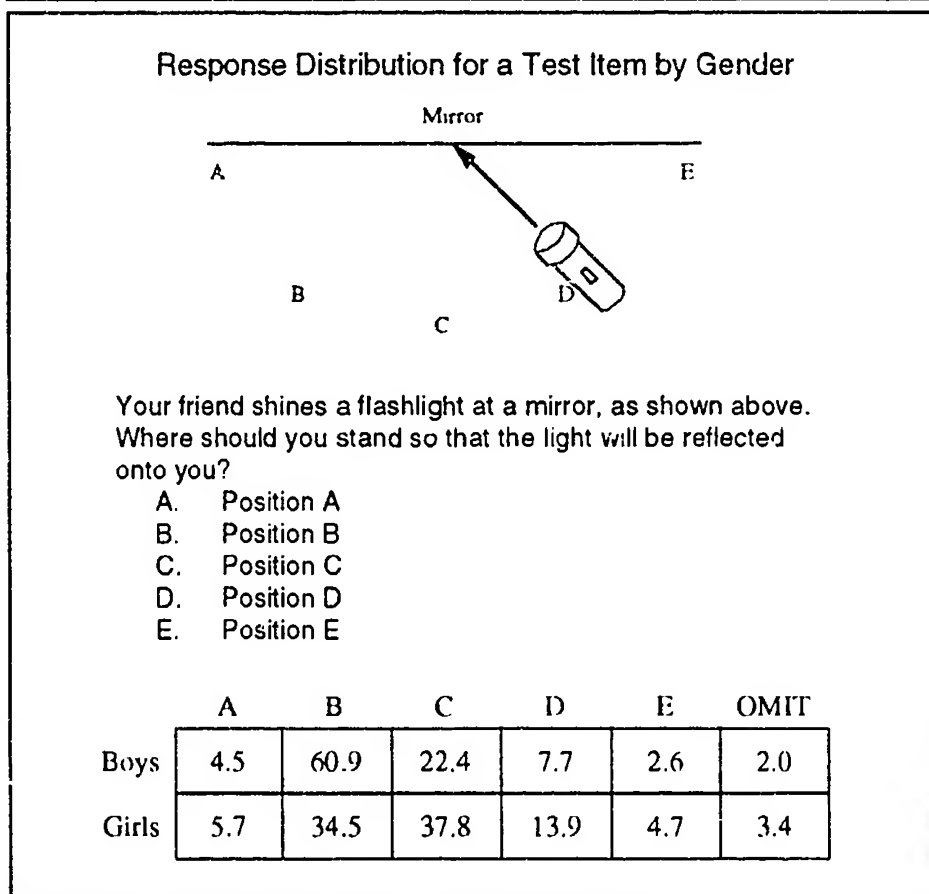 Response Distribution for a Test Item by Gender
Mirror
A E
B D
C
Your friend shines a flashlight at a mirror, as shown above.
Where should you stand so that the light will be reflected
onto you?
A. Position A
B. Position B
C. Position C
D. Position D
E. Position E
A B C D E OMIT
Boys 4.5 60.9 22.4 7.7 2.6 2.0
Girls 5.7 34.5 37.8 13.9 4.7 3.4